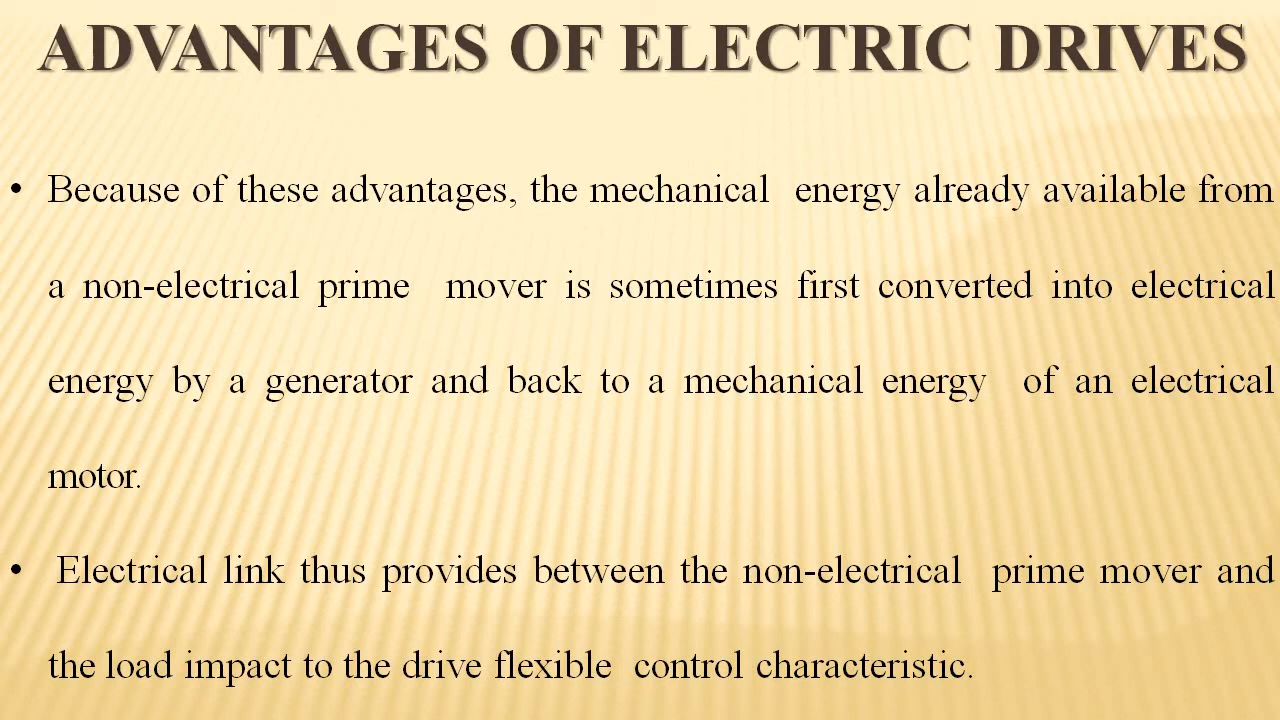 ADVANTAGES OF ELECTRIC DRIVES
• Because of these advantages, the mechanical energy already available from
a non-electrical prime mover is sometimes first converted into electrical
energy by a generator and back to a mechanical energy of an electrical
motor.
• Electrical link thus provides between the non-electrical prime mover and
the load impact to the drive flexible control characteristic.